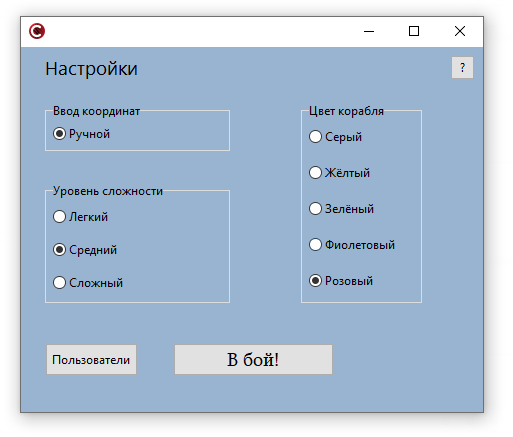 Настройки
?
Ввод координат
Ручной
Уровень сложности
Легкий
Средний
Сложный
Цвет корабля
Серый
Жёлтый
Зелёный
Фиолетовый
Розовый
Пользователи
В бой!